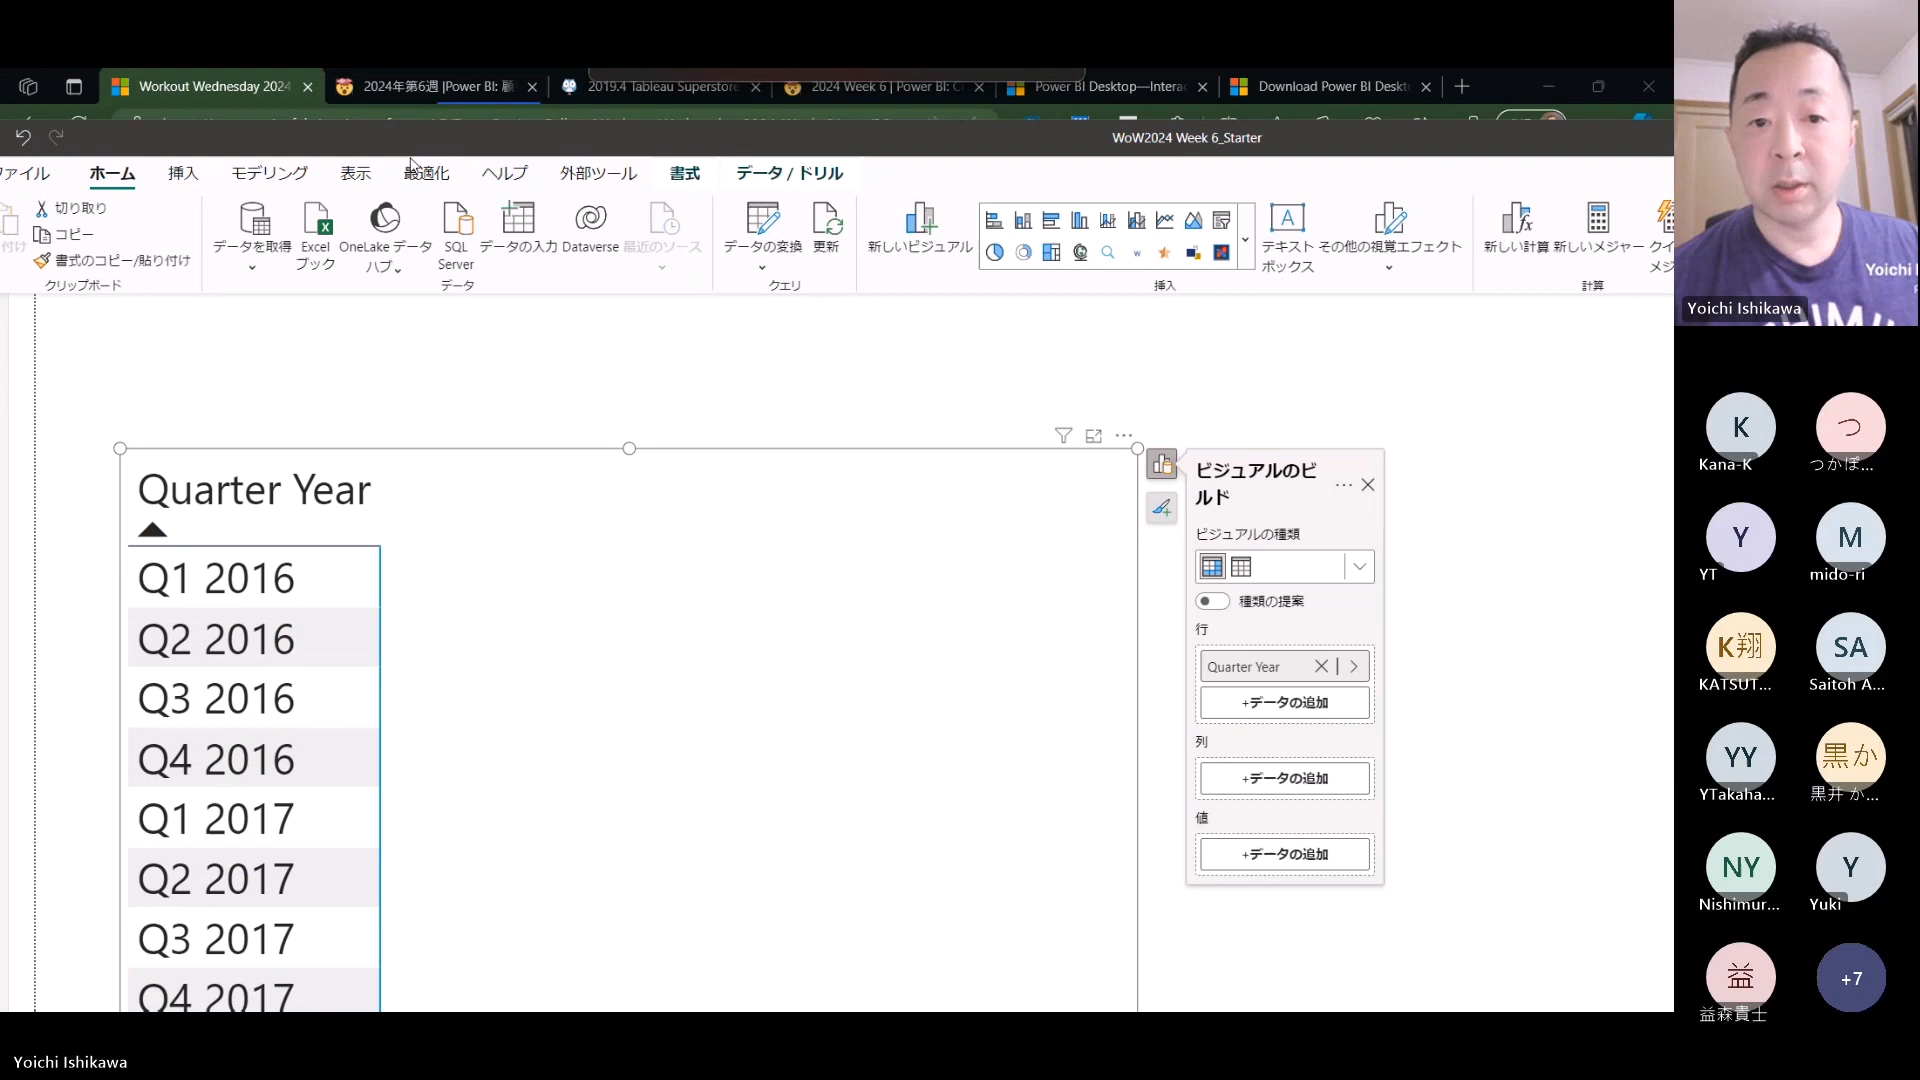 Workout Wednesday 2024
2024年第6週 |Power BI: 顧
2019.4 Tableau Superstore
2024 Week 6 | Power BI: C
Power BI Desktop—Intera
Download Power BI Deskt
WoW2024 Week 6_Starter
ファイル
ホーム
挿入
モデリング
表示
最適化
ヘルプ
外部ツール
書式
データ / ドリル
切り取り
コピー
書式のコピー/貼り付け
付け
クリップボード
データを取得
Excel
ブック
OneLake データ
ハブ
SQL
Server
データの入力
Dataverse
最近のソース
データ
データの変換
更新
クエリ
新しいビジュアル
テキスト
ボックス
その他の視覚エフェクト
挿入
新しい計算
新しいメジャー
クイ
メジ
計算
Quarter Year
Q1 2016
Q2 2016
Q3 2016
Q4 2016
Q1 2017
Q2 2017
Q3 2017
Q4 2017
ビジュアルのビ
ルド
ビジュアルの種類
種類の提案
行
Quarter Year
+データの追加
列
+データの追加
値
+データの追加
Yoichi
Yoichi Ishikawa
K
Kana-K
つ
つかぽ...
Y
YT
M
mido-ri
K翔
KATSUT...
SA
Saitoh A...
YY
YTakaha...
黒か
黒井 か...
NY
Nishimur...
Y
Yuki
益
益森貴士
+7
Yoichi Ishikawa